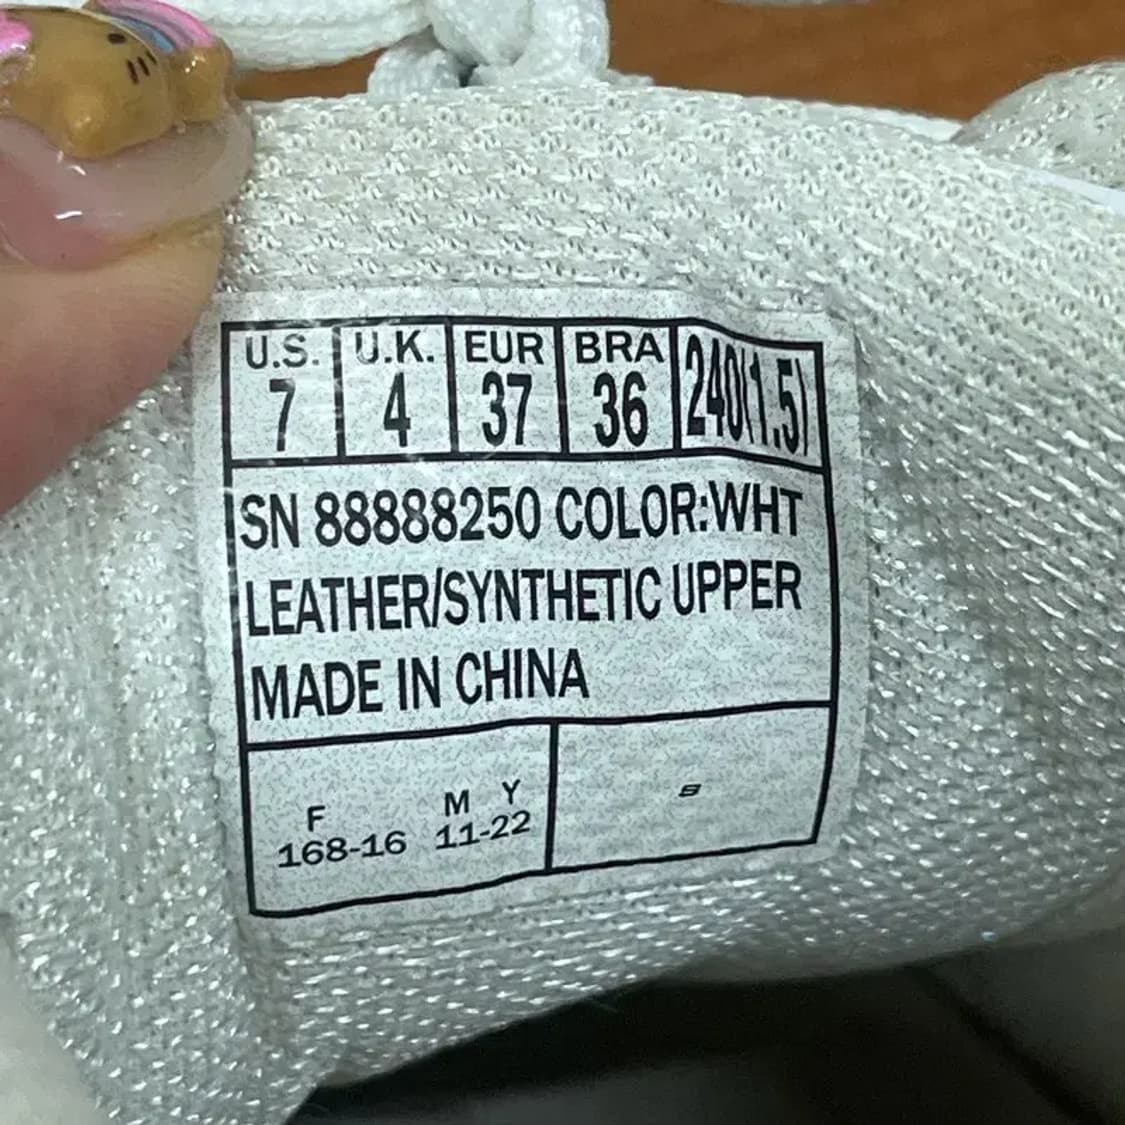 U.S. U.K. EUR BRA 240(1.5)
7 4 37 36
SN 88888250 COLOR:WHT
LEATHER/SYNTHETIC UPPER
MADE IN CHINA
F M Y
168-16 11-22